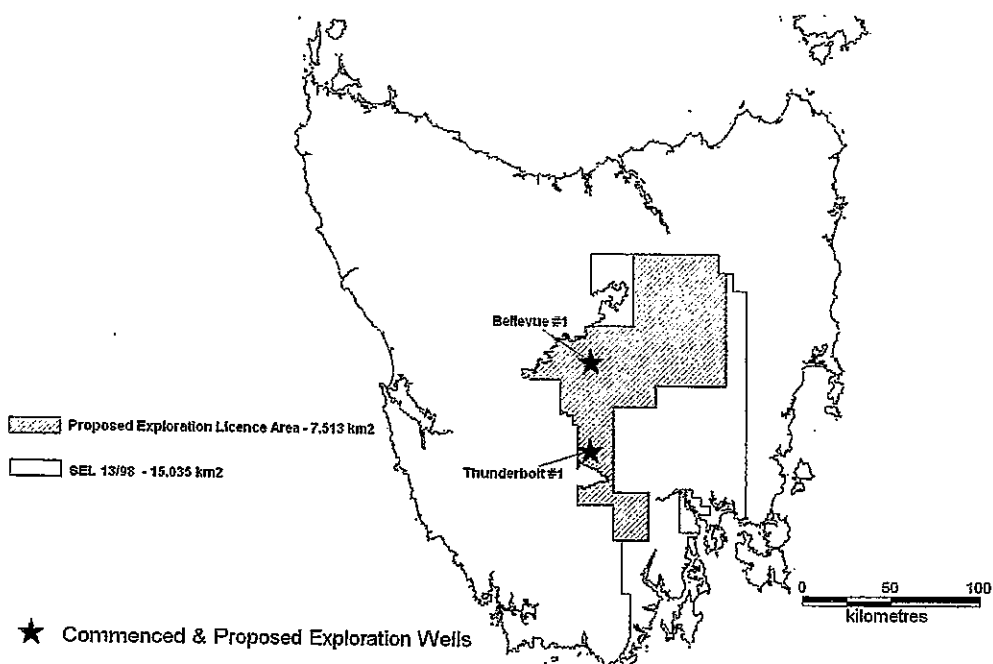 Bellevue #1
Proposed Exploration Licence Area - 7,513 km2
SEL 13/98 - 15,035 km2
Thunderbolt #1
0 50 100
kilometres
★ Commenced & Proposed Exploration Wells